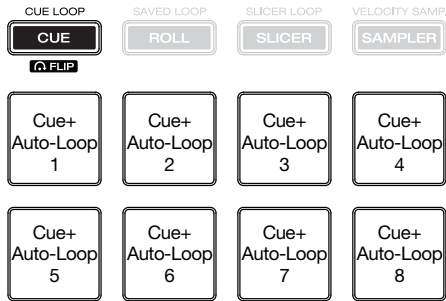 CUE LOOP SAVED LOOP SLICER LOOP VELOCITY SAMP.
CUE ROLL SLICER SAMPLER
FLIP
Cue+ Cue+ Cue+ Cue+
Auto-Loop Auto-Loop Auto-Loop Auto-Loop
1 2 3 4
Cue+ Cue+ Cue+ Cue+
Auto-Loop Auto-Loop Auto-Loop Auto-Loop
5 6 7 8